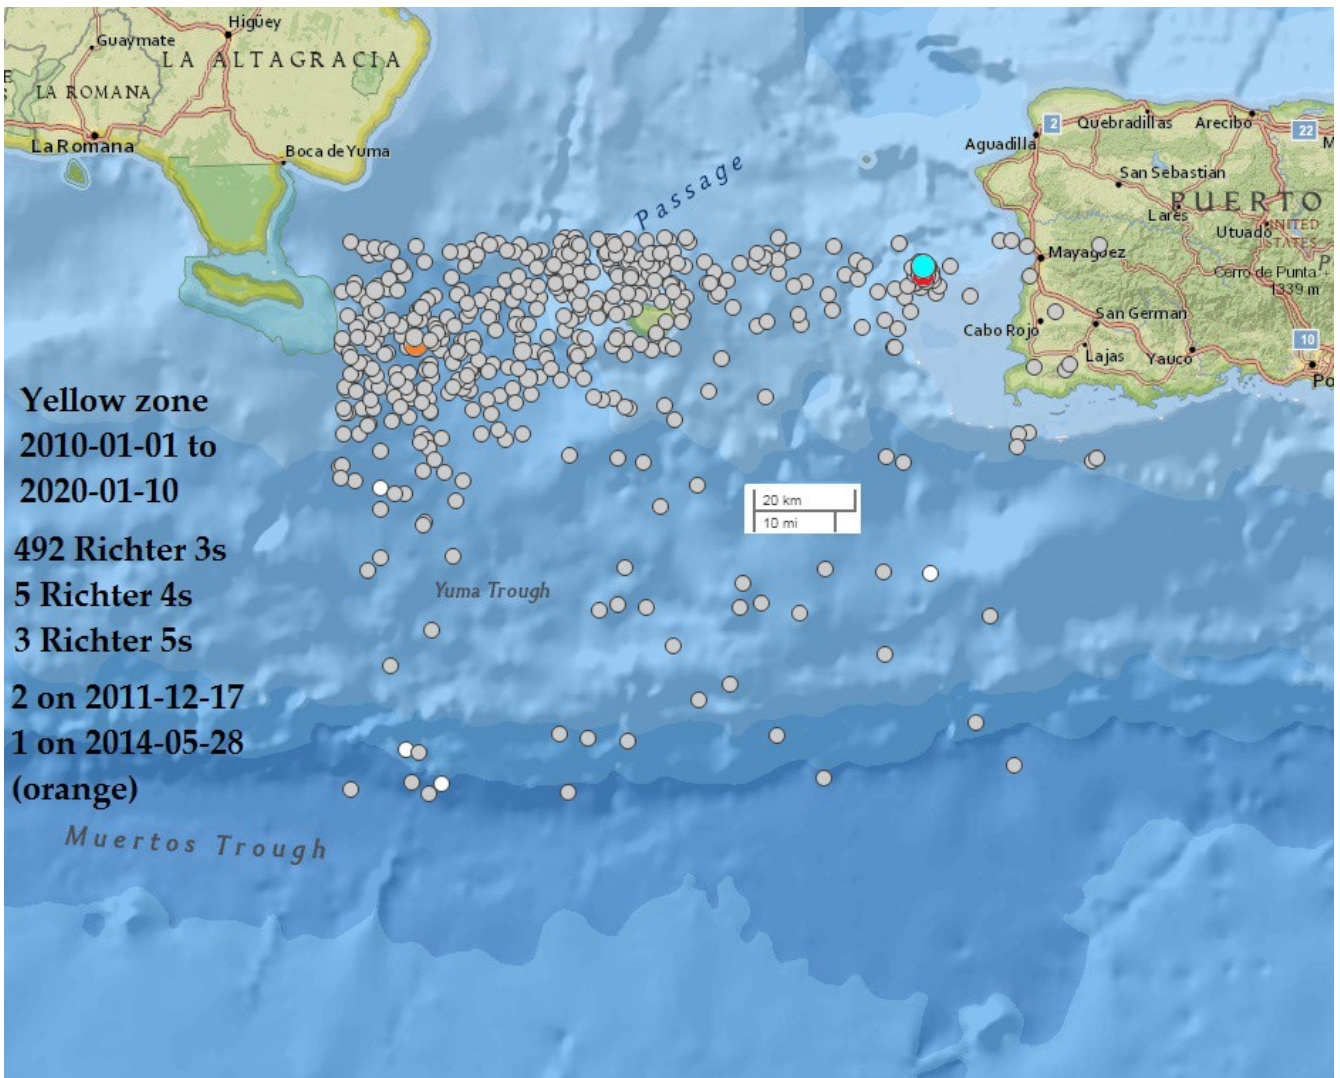 Higüey
Guaymate
LA ALTAGRACIA
E
LA ROMANA
La Romana
Boca de Yuma
Passage
2
Quebradillas
Arecibo
22
Aguadilla
M
San Sebastian
PUERTO
Lares
Utuado
UNITED
STATES
Mayagüez
P
Cerro de Punta
1339 m
San German
Cabo Rojo
10
Lajas
Yauco
Po
Yellow zone
2010-01-01 to
2020-01-10
20 km
10 mi
492 Richter 3s
5 Richter 4s
3 Richter 5s
Yuma Trough
2 on 2011-12-17
1 on 2014-05-28
(orange)
Muertos Trough